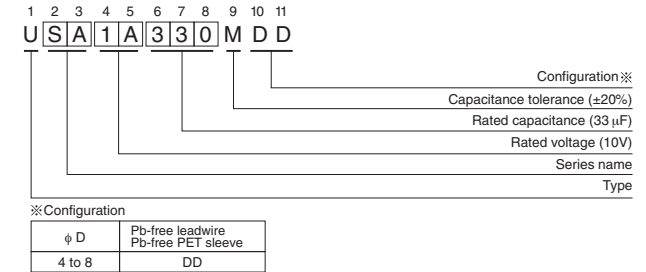 1 2 3 4 5 6 7 8 9 10 11
U S A 1 A 3 3 0 M D D
Configuration※
Capacitance tolerance (±20%)
Rated capacitance (33 μF)
Rated voltage (10V)
Series name
Type
※Configuration
ϕ D
Pb-free leadwire
Pb-free PET sleeve
4 to 8
DD